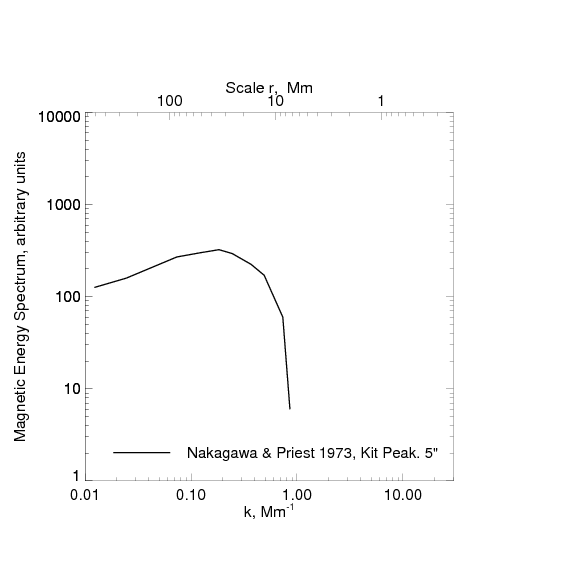 Scale r,  Mm
100 10 1
10000
1000
100
10
1
Magnetic Energy Spectrum, arbitrary units
Nakagawa & Priest 1973, Kit Peak. 5"
0.01 0.10 1.00 10.00
k, Mm⁻¹